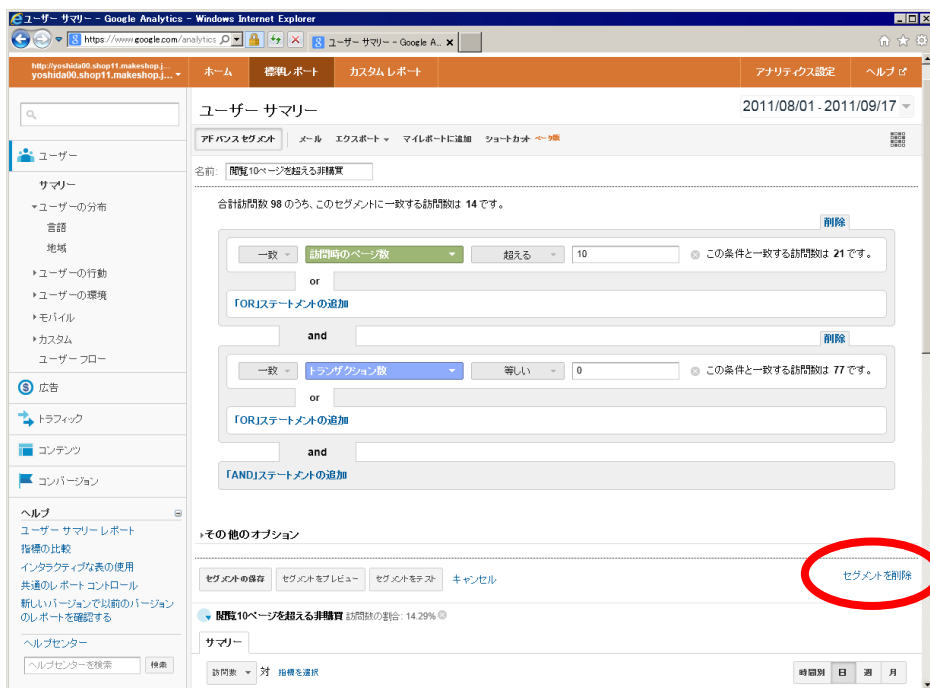 ユーザー サマリー - Google Analytics - Windows Internet Explorer
https://www.google.com/analytics
ユーザー サマリー - Google A...
http://yoshida00.shop11.makeshop.j...
yoshida00.shop11.makeshop.j...
ホーム
標準レポート
カスタム レポート
アナリティクス設定
ヘルプ
ユーザー サマリー
2011/08/01 - 2011/09/17
アドバンス セグメント
メール
エクスポート
マイレポートに追加
ショートカット ベータ版
名前: 閲覧10ページを超える非購買
合計訪問数 98 のうち、このセグメントに一致する訪問数は 14 です。
削除
一致
訪問時のページ数
超える
10
この条件と一致する訪問数は 21 です。
or
「OR」ステートメントの追加
and
削除
一致
トランザクション数
等しい
0
この条件と一致する訪問数は 77 です。
or
「OR」ステートメントの追加
and
「AND」ステートメントの追加
その他のオプション
セグメントの保存
セグメントをプレビュー
セグメントをテスト
キャンセル
セグメントを削除
閲覧10ページを超える非購買 訪問数の割合: 14.29%
サマリー
訪問数 対 指標を選択
時間別
日
週
月
ユーザー
サマリー
ユーザーの分布
言語
地域
ユーザーの行動
ユーザーの環境
モバイル
カスタム
ユーザー フロー
広告
トラフィック
コンテンツ
コンバージョン
ヘルプ
ユーザー サマリー レポート
指標の比較
インタラクティブな表の使用
共通のレポート コントロール
新しいバージョンで以前のバージョン
のレポートを確認する
ヘルプセンター
ヘルプセンターを検索
検索